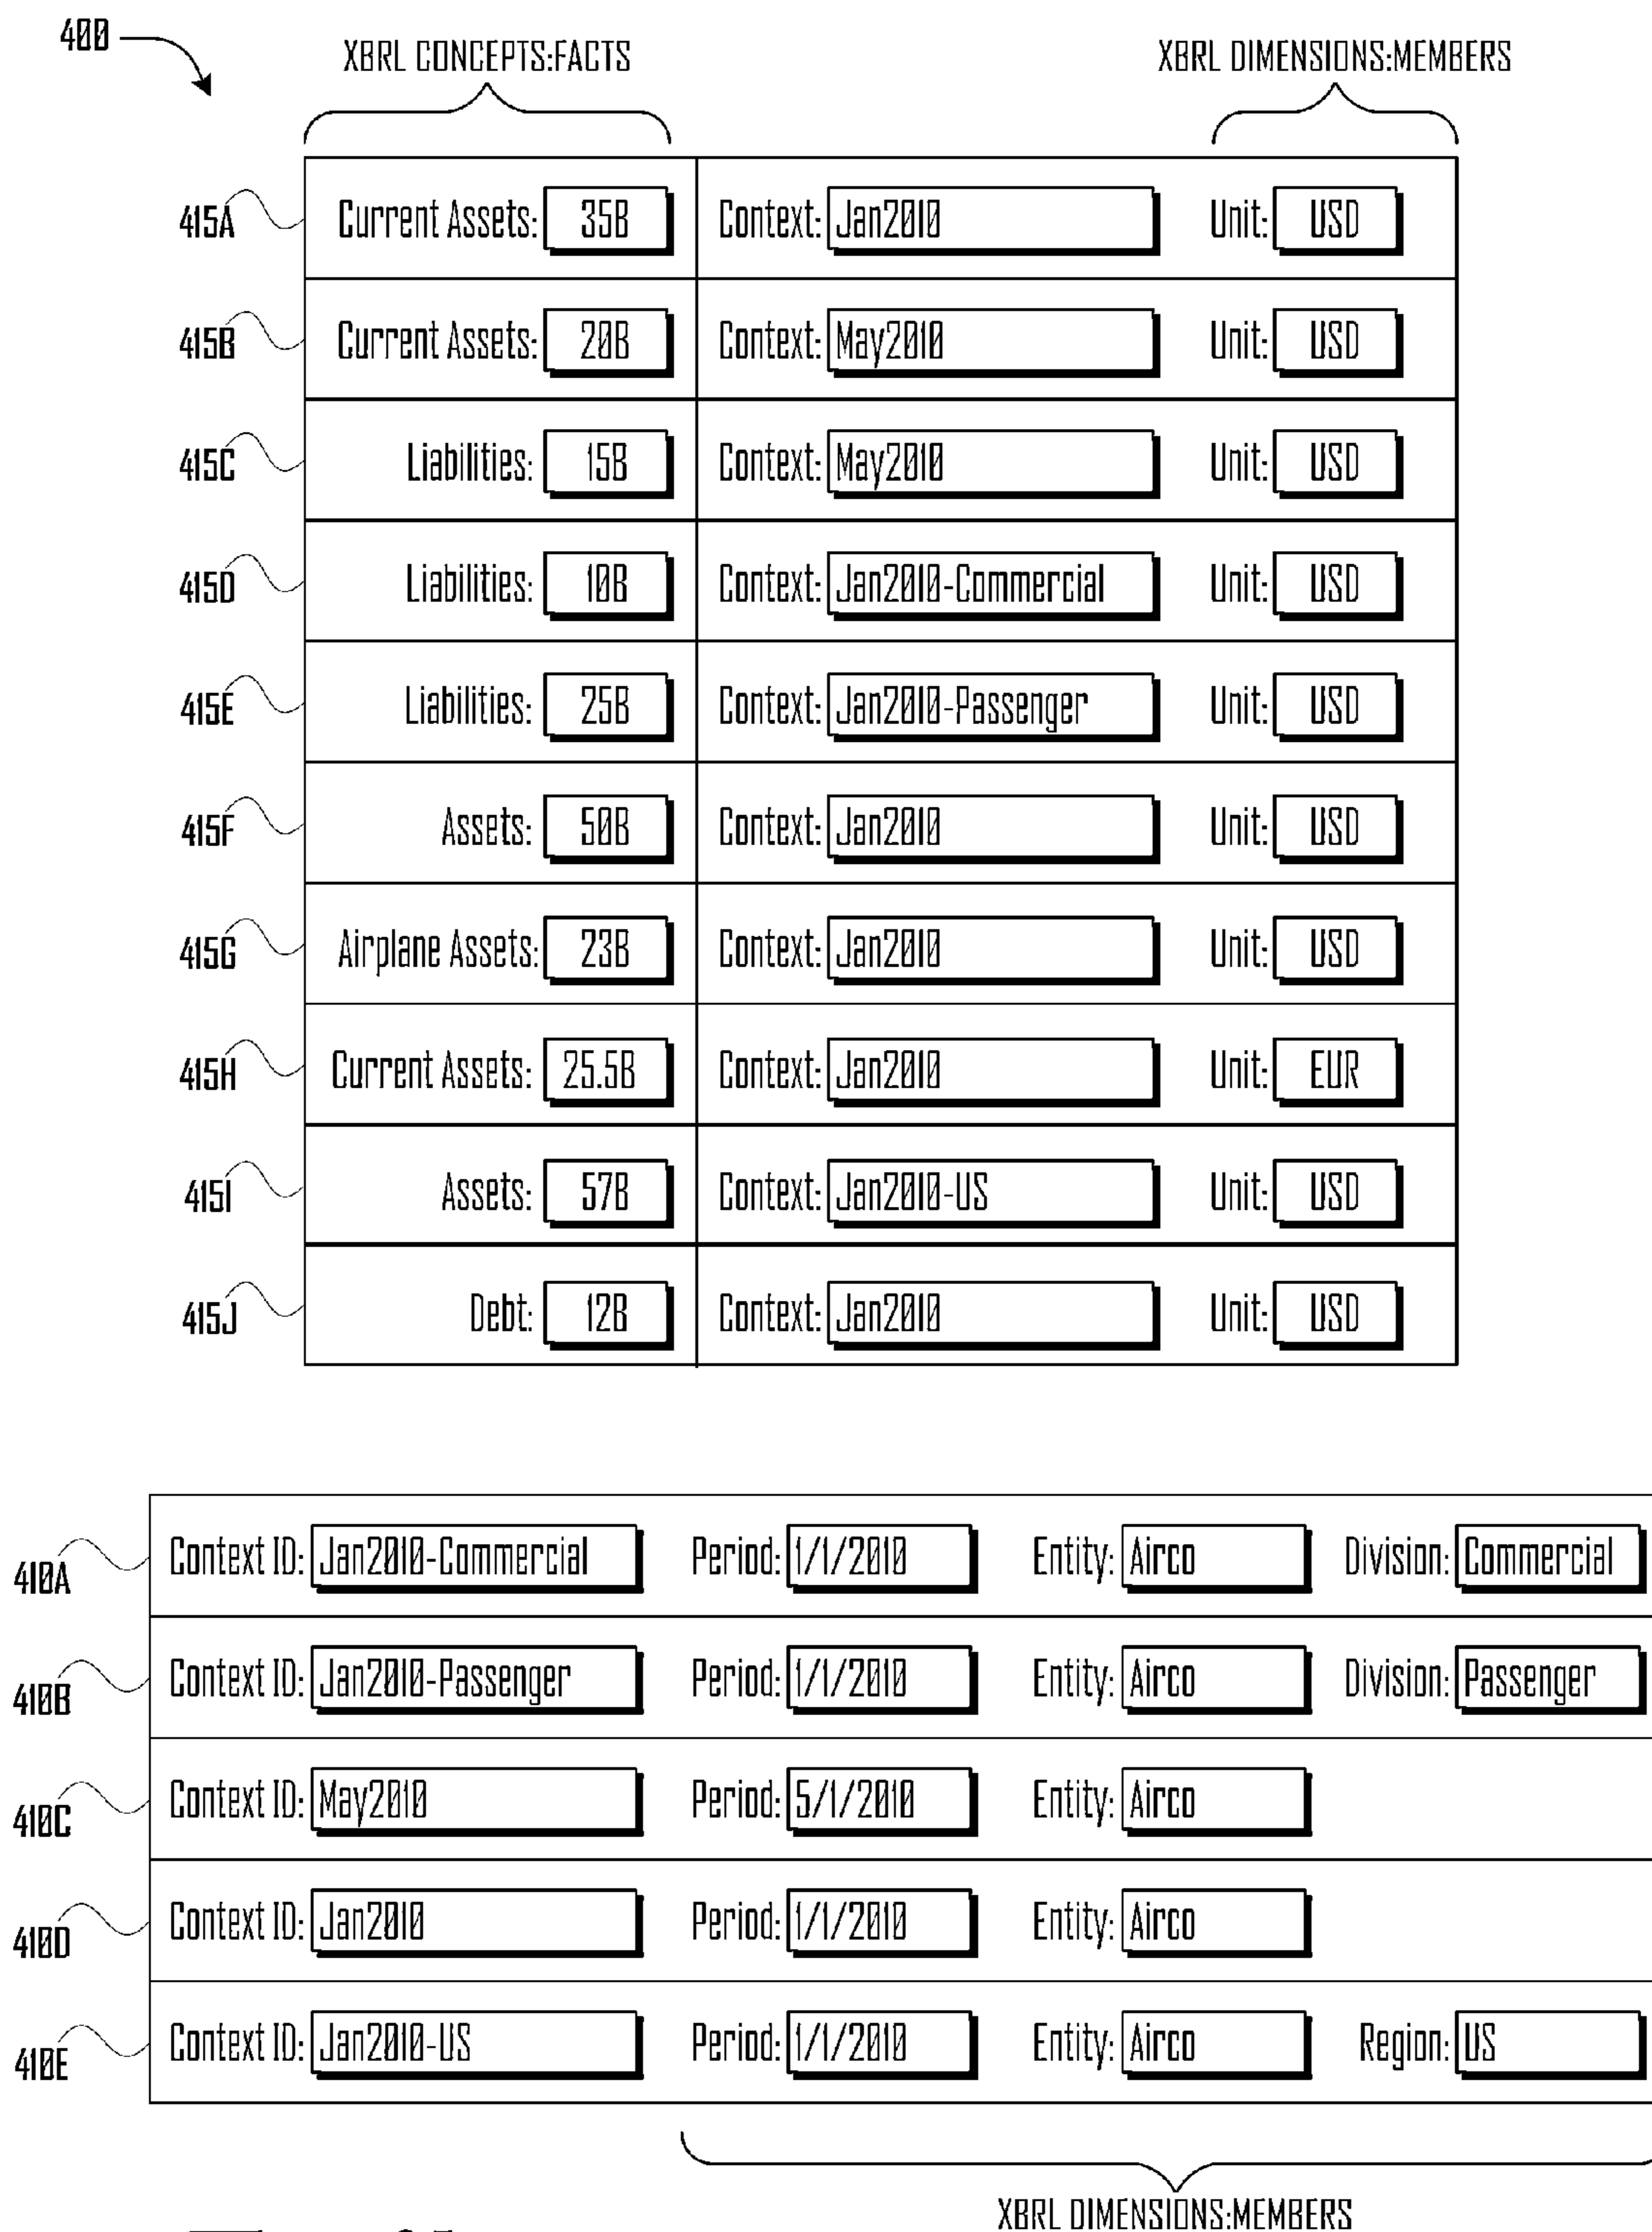 400
XBRL CONCEPTS:FACTS XBRL DIMENSIONS:MEMBERS
415A Current Assets: 35B Context: Jan2010 Unit: USD
415B Current Assets: 20B Context: May2010 Unit: USD
415C Liabilities: 15B Context: May2010 Unit: USD
415D Liabilities: 10B Context: Jan2010-Commercial Unit: USD
415E Liabilities: 25B Context: Jan2010-Passenger Unit: USD
415F Assets: 50B Context: Jan2010 Unit: USD
415G Airplane Assets: 23B Context: Jan2010 Unit: USD
415H Current Assets: 25.5B Context: Jan2010 Unit: EUR
415I Assets: 57B Context: Jan2010-US Unit: USD
415J Debt: 12B Context: Jan2010 Unit: USD
410A Context ID: Jan2010-Commercial Period: 1/1/2010 Entity: Airco Division: Commercial
410B Context ID: Jan2010-Passenger Period: 1/1/2010 Entity: Airco Division: Passenger
410C Context ID: May2010 Period: 5/1/2010 Entity: Airco
410D Context ID: Jan2010 Period: 1/1/2010 Entity: Airco
410E Context ID: Jan2010-US Period: 1/1/2010 Entity: Airco Region: US
XBRL DIMENSIONS:MEMBERS